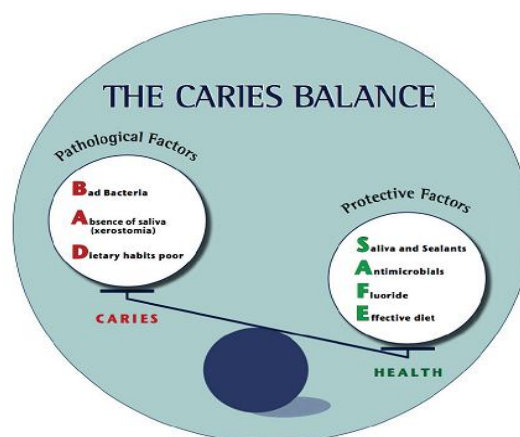 THE CARIES BALANCE
Pathological Factors
Bad Bacteria
Absence of saliva
(xerostomia)
Dietary habits poor
CARIES
Protective Factors
Saliva and Sealants
Antimicrobials
Fluoride
Effective diet
HEALTH